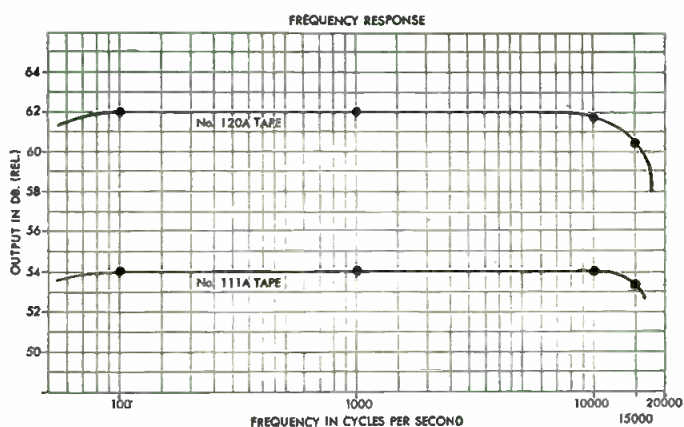 FREQUENCY RESPONSE
64
62
No. 120A TAPE
60
58
56
54
No. 111A TAPE
52
50
OUTPUT IN DB. (REL.)
100 1000 10000 20000
15000
FREQUENCY IN CYCLES PER SECOND